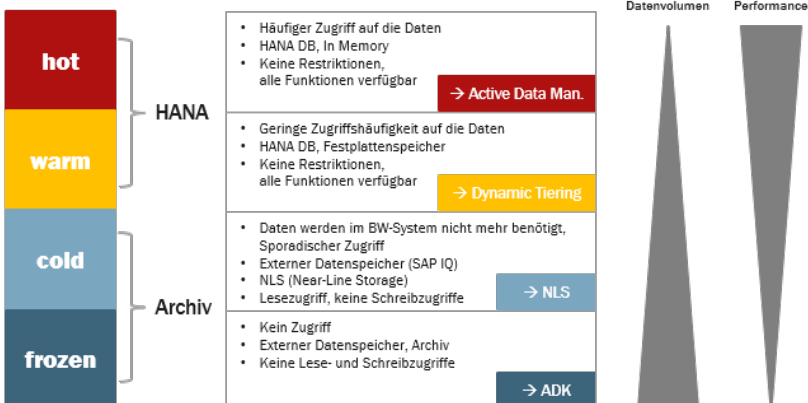 Datenvolumen Performance
hot
warm
HANA
cold
frozen
Archiv
• Häufiger Zugriff auf die Daten
• HANA DB, In Memory
• Keine Restriktionen,
alle Funktionen verfügbar
→ Active Data Man.
• Geringe Zugriffshäufigkeit auf die Daten
• HANA DB, Festplattenspeicher
• Keine Restriktionen,
alle Funktionen verfügbar
→ Dynamic Tiering
• Daten werden im BW-System nicht mehr benötigt,
Sporadischer Zugriff
• Externer Datenspeicher (SAP IQ)
• NLS (Near-Line Storage)
• Lesezugriff, keine Schreibzugriffe
→ NLS
• Kein Zugriff
• Externer Datenspeicher, Archiv
• Keine Lese- und Schreibzugriffe
→ ADK